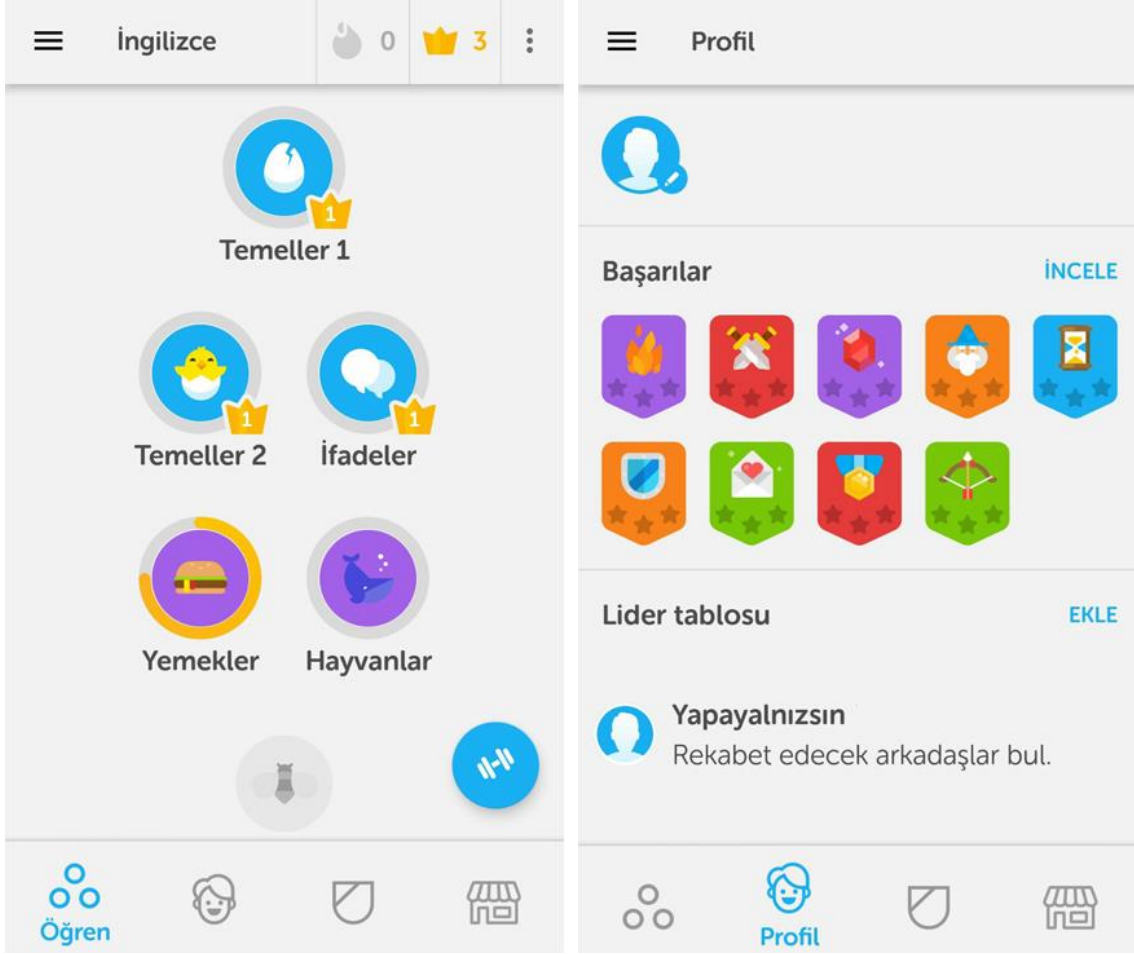 İngilizce
0
3
1
Temeller 1
1
1
Temeller 2
İfadeler
Yemekler
Hayvanlar
Öğren
Profil
Başarılar
İNCELE
Lider tablosu
EKLE
Yapayalnızsın
Rekabet edecek arkadaşlar bul.
Profil